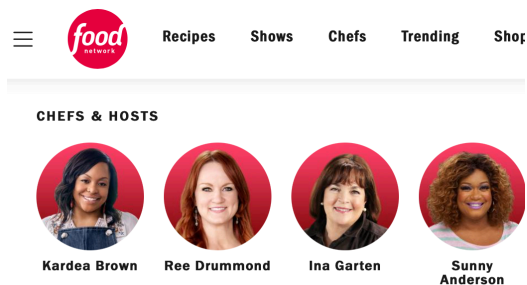 food
network
Recipes Shows Chefs Trending Shop
CHEFS & HOSTS
Kardea Brown Ree Drummond Ina Garten Sunny
Anderson